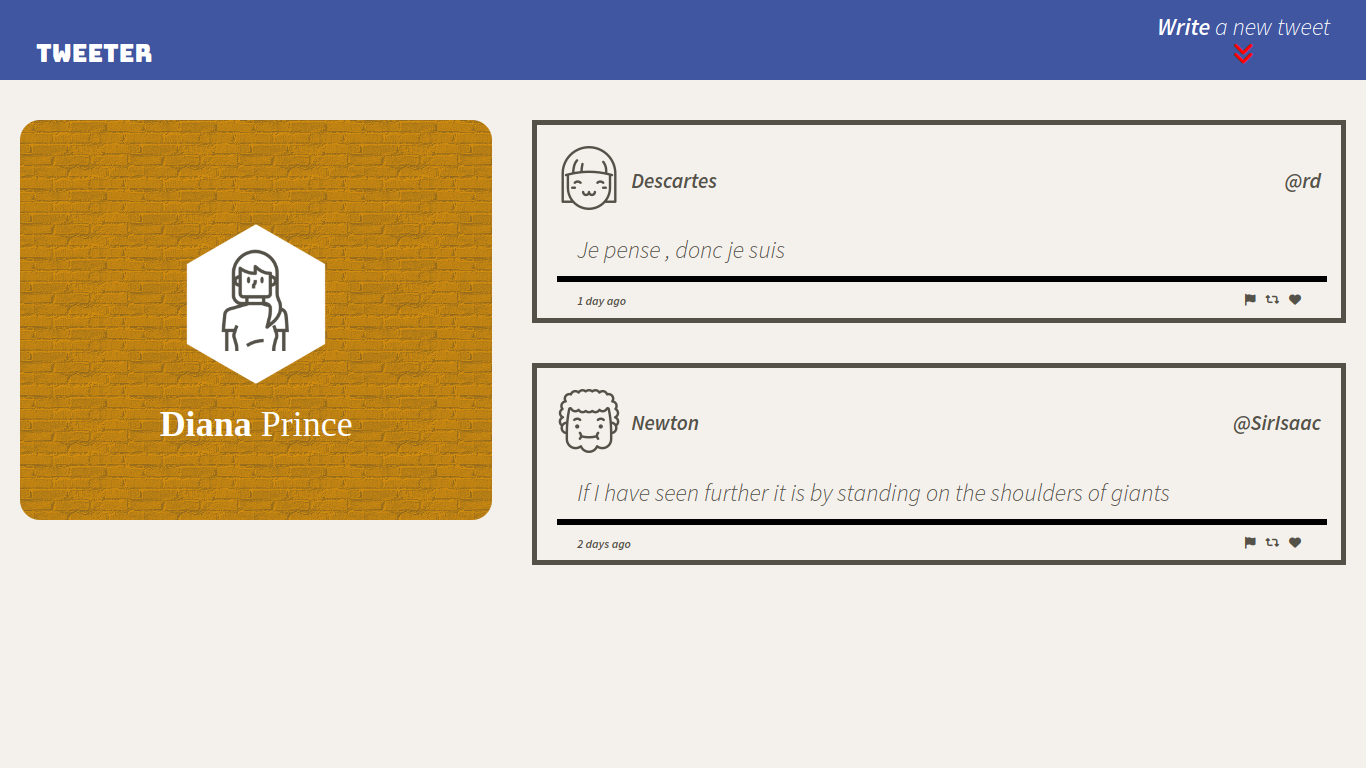 TWEETER
Write a new tweet
Diana Prince
Descartes
@rd
Je pense , donc je suis
1 day ago
Newton
@SirIsaac
If I have seen further it is by standing on the shoulders of giants
2 days ago